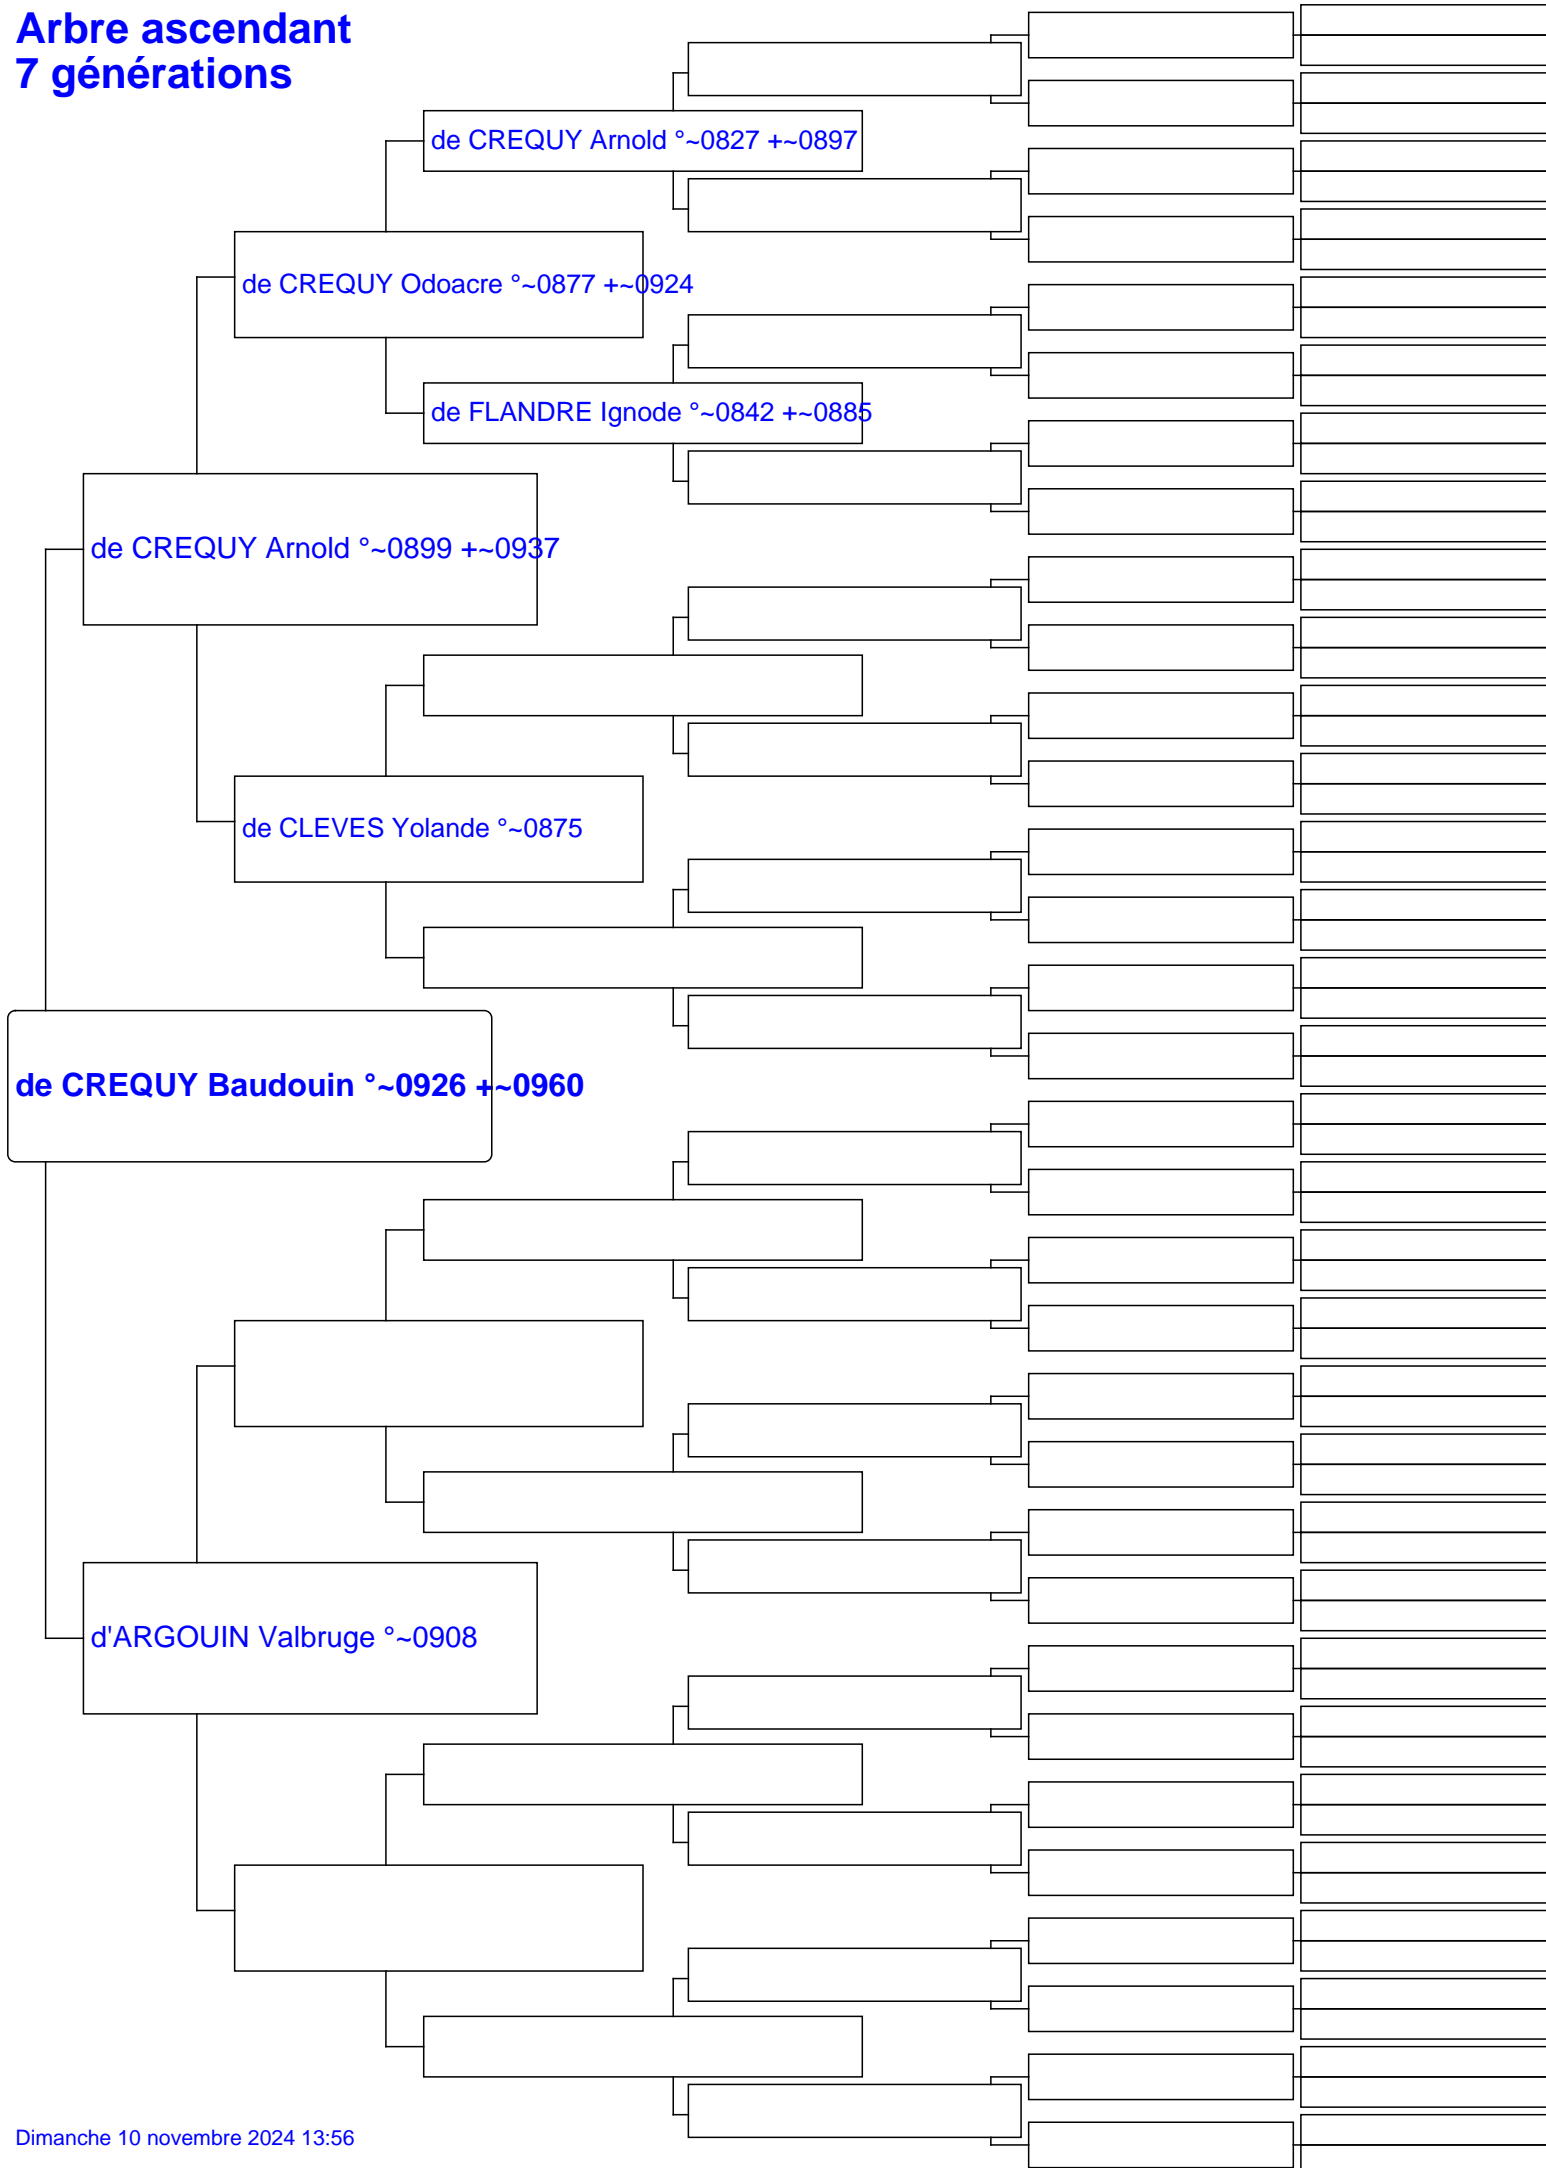 Arbre ascendant
7 générations
de CREQUY Arnold °~0827 +~0897
de CREQUY Odoacre °~0877 +~0924
de FLANDRE Ignode °~0842 +~0885
de CREQUY Arnold °~0899 +~0937
de CLEVES Yolande °~0875
de CREQUY Baudouin °~0926 +~0960
d'ARGOUIN Valbruge °~0908
Dimanche 10 novembre 2024 13:56